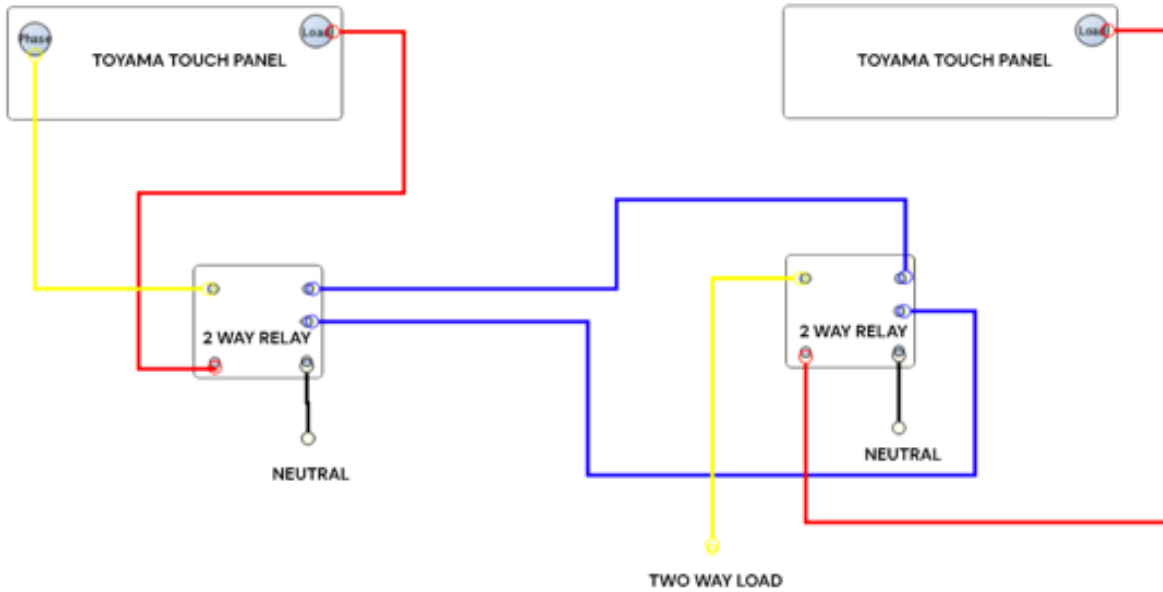 Phase
Load
TOYAMA TOUCH PANEL
Load
TOYAMA TOUCH PANEL
2 WAY RELAY
NEUTRAL
2 WAY RELAY
NEUTRAL
TWO WAY LOAD